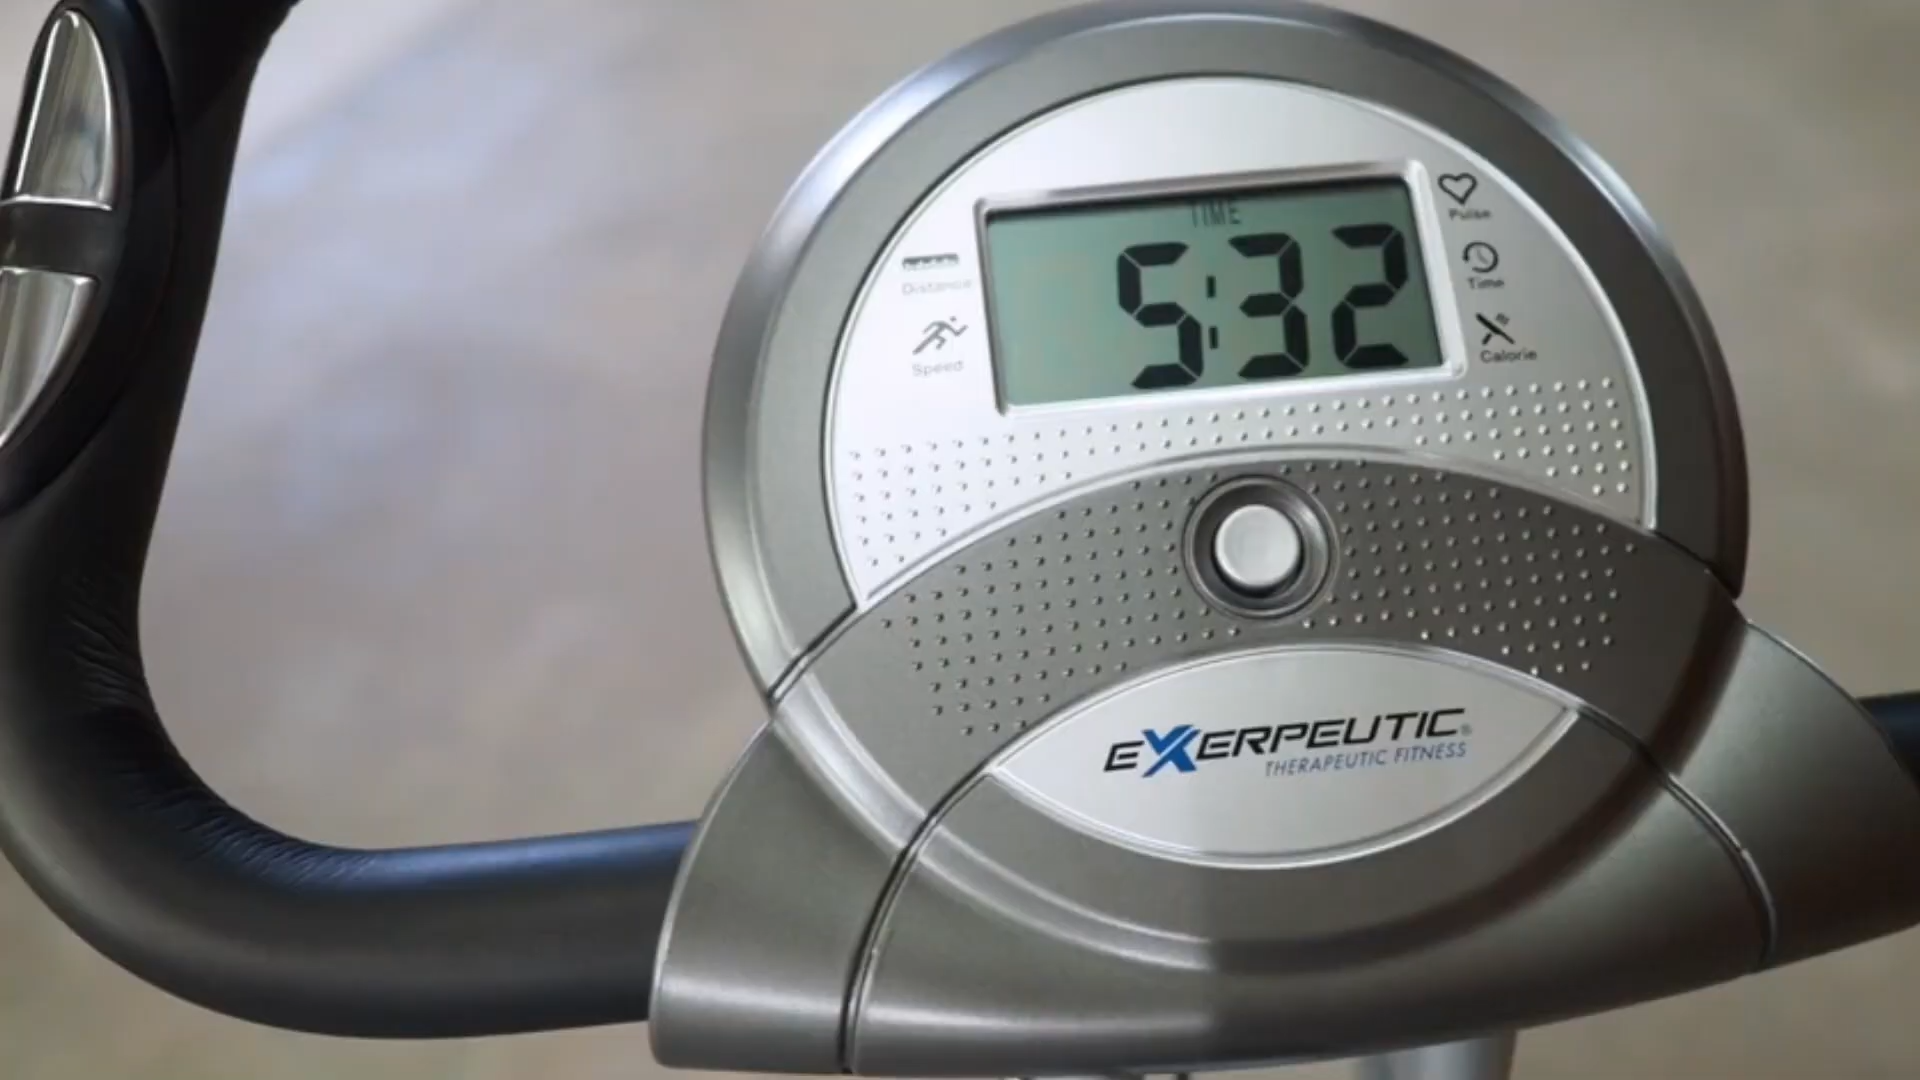 TIME
5:32
Pulse
Distance
Time
Speed
Calorie
EXERPEUTIC®
THERAPEUTIC FITNESS